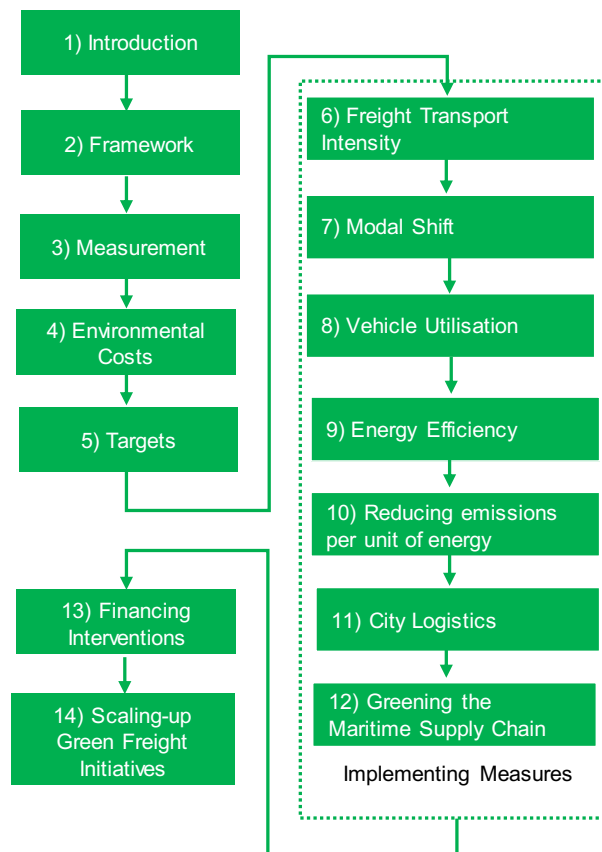 1) Introduction
2) Framework
3) Measurement
4) Environmental
Costs
5) Targets
6) Freight Transport
Intensity
7) Modal Shift
8) Vehicle Utilisation
9) Energy Efficiency
10) Reducing emissions
per unit of energy
11) City Logistics
12) Greening the
Maritime Supply Chain
Implementing Measures
13) Financing
Interventions
14) Scaling-up
Green Freight
Initiatives